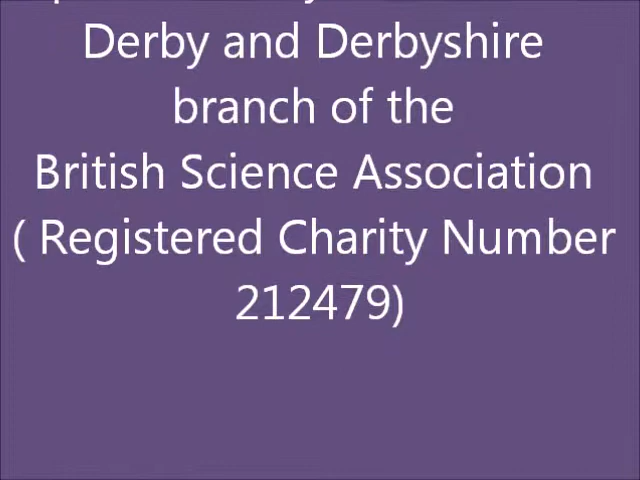 Derby and Derbyshire
branch of the
British Science Association
( Registered Charity Number
212479)